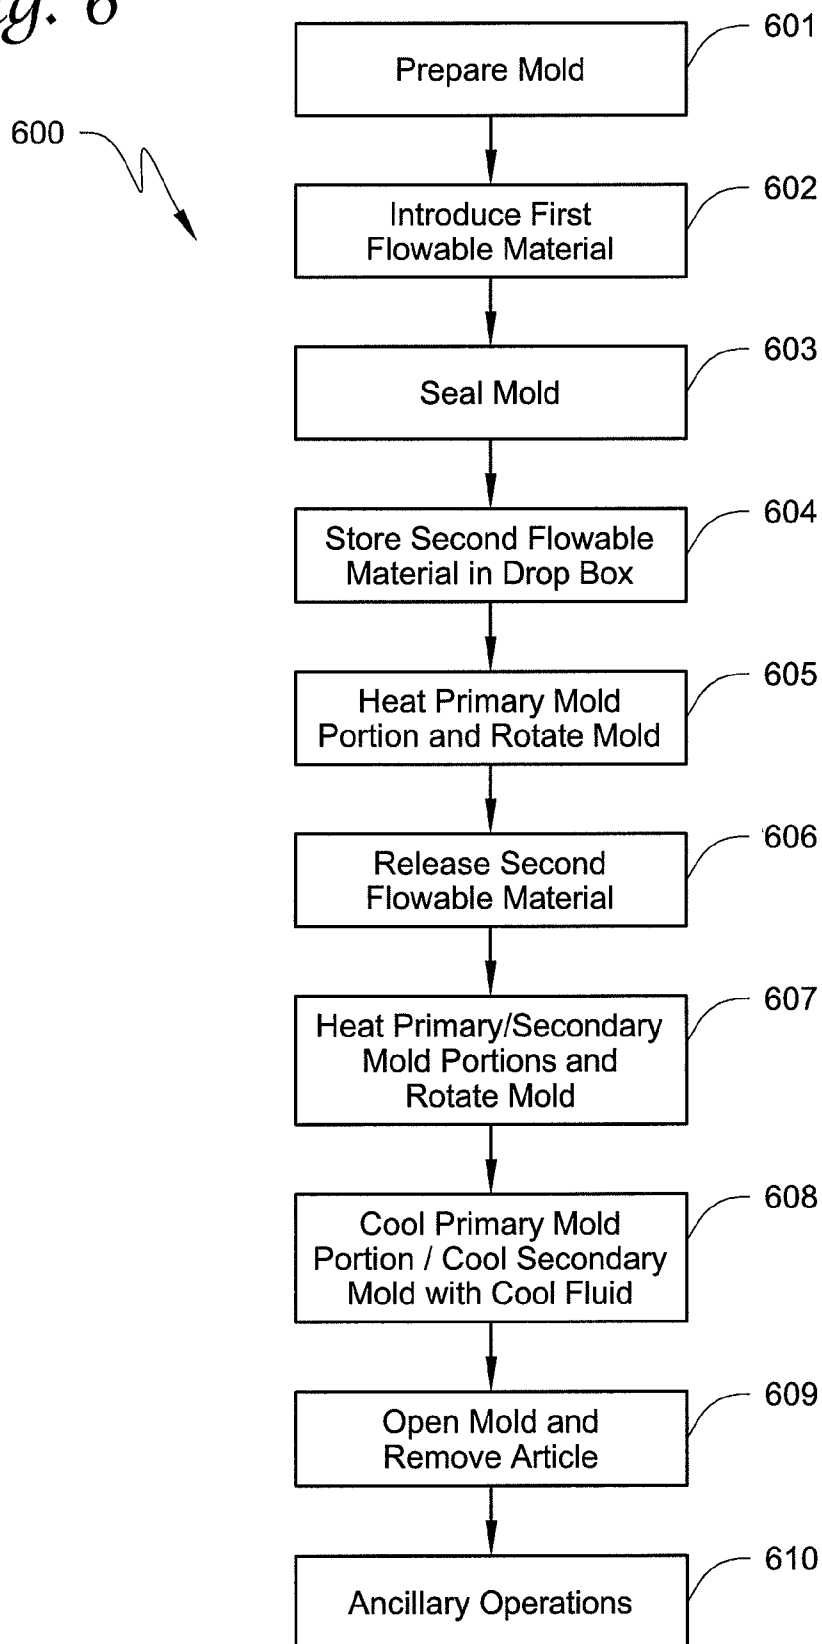 6
601
Prepare Mold
600
602
Introduce First
Flowable Material
603
Seal Mold
604
Store Second Flowable
Material in Drop Box
605
Heat Primary Mold
Portion and Rotate Mold
606
Release Second
Flowable Material
607
Heat Primary/Secondary
Mold Portions and
Rotate Mold
608
Cool Primary Mold
Portion / Cool Secondary
Mold with Cool Fluid
609
Open Mold and
Remove Article
610
Ancillary Operations